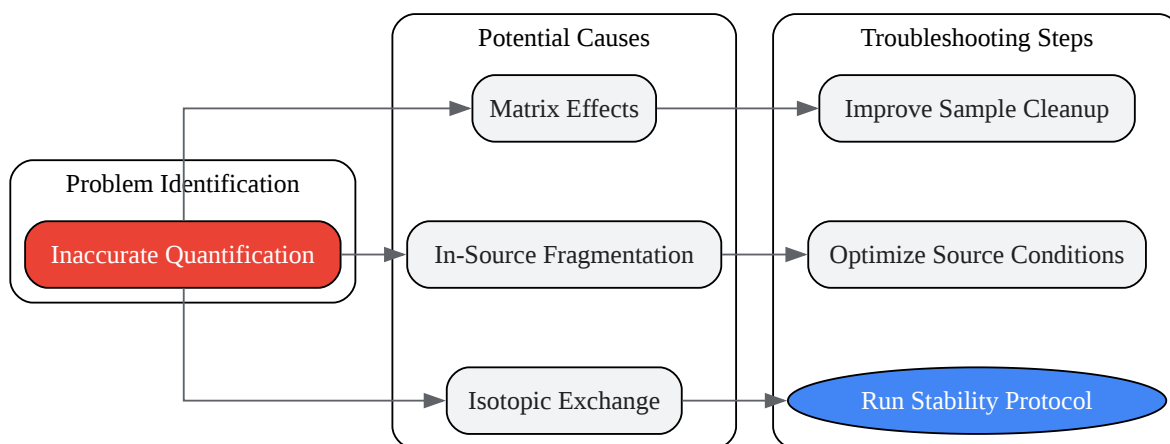 Potential Causes
Troubleshooting Steps
Matrix Effects
Improve Sample Cleanup
Problem Identification
Inaccurate Quantification
In-Source Fragmentation
Optimize Source Conditions
Isotopic Exchange
Run Stability Protocol